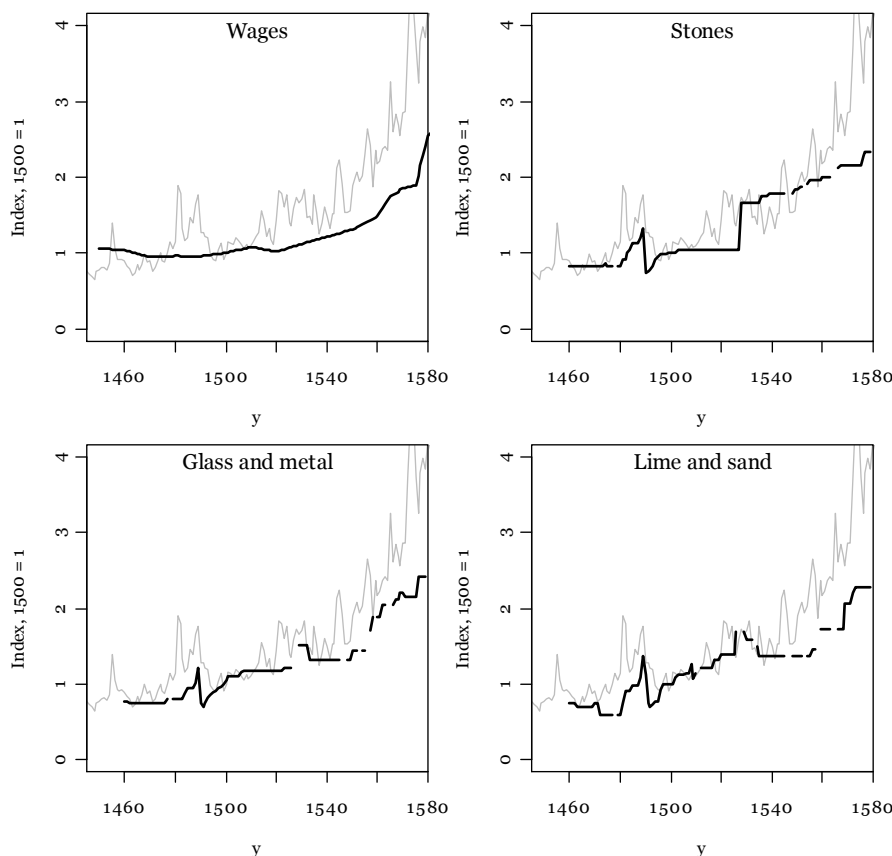 Wages
Index, 1500 = 1
0 1 2 3 4
1460 1500 1540 1580
y
Stones
Index, 1500 = 1
0 1 2 3 4
1460 1500 1540 1580
y
Glass and metal
Index, 1500 = 1
0 1 2 3 4
1460 1500 1540 1580
y
Lime and sand
Index, 1500 = 1
0 1 2 3 4
1460 1500 1540 1580
y